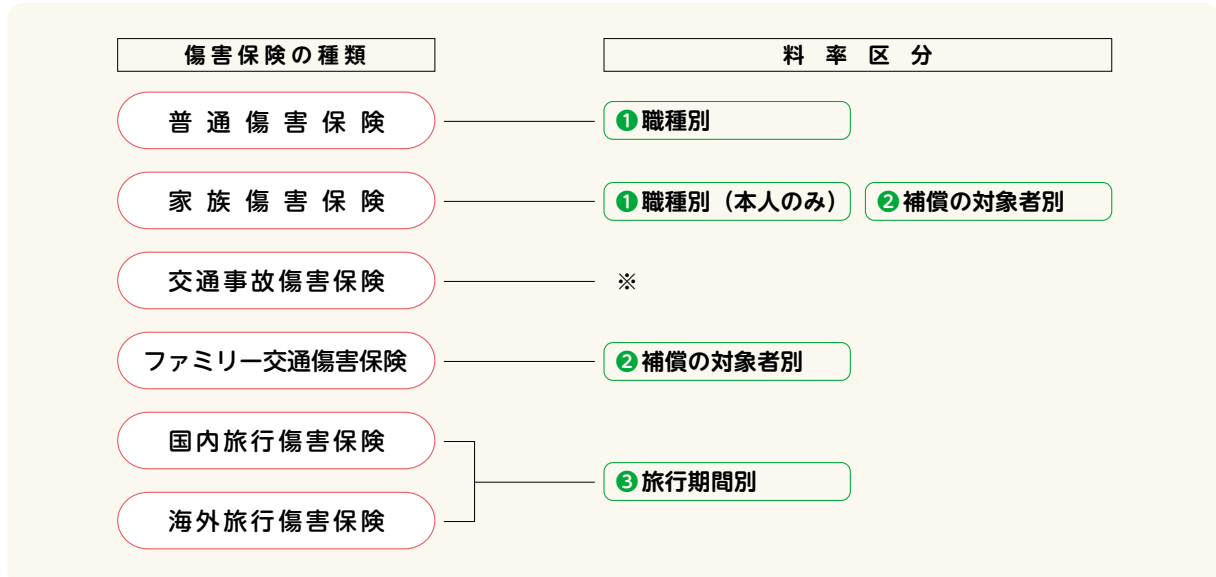 傷害保険の種類 料率区分
普通傷害保険 ❶職種別
家族傷害保険 ❶職種別（本人のみ） ❷補償の対象者別
交通事故傷害保険 ※
ファミリー交通傷害保険 ❷補償の対象者別
国内旅行傷害保険
❸旅行期間別
海外旅行傷害保険